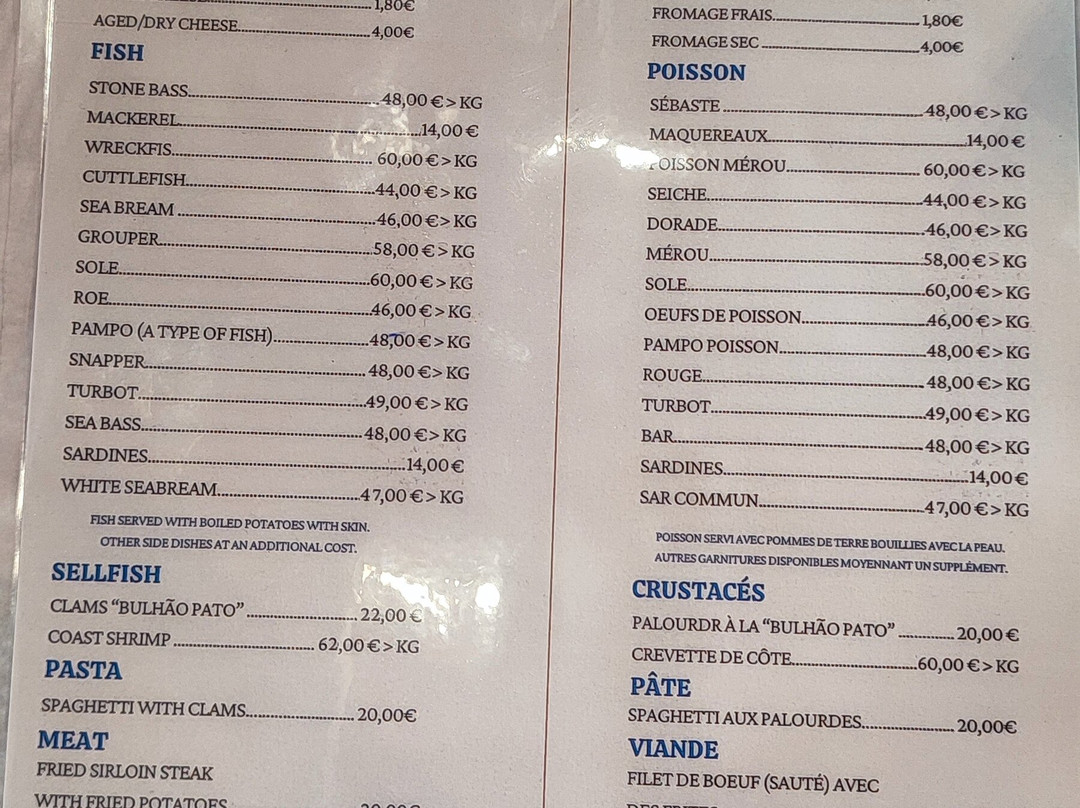 1,80€
AGED/DRY CHEESE 4,00€
FISH
STONE BASS 48,00 €> KG
MACKEREL 14,00 €
WRECKFIS 60,00 €> KG
CUTTLEFISH 44,00 €> KG
SEA BREAM 46,00 €> KG
GROUPER 58,00 €> KG
SOLE 60,00 €> KG
ROE 46,00 €> KG
PAMPO (A TYPE OF FISH) 48,00 €> KG
SNAPPER 48,00 €> KG
TURBOT 49,00 €> KG
SEA BASS 48,00 €> KG
SARDINES 14,00 €
WHITE SEABREAM 47,00 €> KG
FISH SERVED WITH BOILED POTATOES WITH SKIN.
OTHER SIDE DISHES AT AN ADDITIONAL COST.
SELLFISH
CLAMS “BULHÃO PATO” 22,00 €
COAST SHRIMP 62,00 €> KG
PASTA
SPAGHETTI WITH CLAMS 20,00€
MEAT
FRIED SIRLOIN STEAK
WITH FRIED POTATOES
FROMAGE FRAIS 1,80€
FROMAGE SEC 4,00€
POISSON
SÉBASTE 48,00 €> KG
MAQUEREAUX 14,00 €
POISSON MÉROU 60,00 €> KG
SEICHE 44,00 €> KG
DORADE 46,00 €> KG
MÉROU 58,00 €> KG
SOLE 60,00 €> KG
OEUFS DE POISSON 46,00 €> KG
PAMPO POISSON 48,00 €> KG
ROUGE 48,00 €> KG
TURBOT 49,00 €> KG
BAR 48,00 €> KG
SARDINES 14,00 €
SAR COMMUN 47,00 €> KG
POISSON SERVI AVEC POMMES DE TERRE BOUILLIES AVEC LA PEAU.
AUTRES GARNITURES DISPONIBLES MOYENNANT UN SUPPLÉMENT.
CRUSTACÉS
PALOURDR À LA “BULHÃO PATO” 20,00 €
CREVETTE DE CÔTE 60,00 €> KG
PÂTE
SPAGHETTI AUX PALOURDES 20,00€
VIANDE
FILET DE BOEUF (SAUTÉ) AVEC
DES FRITES